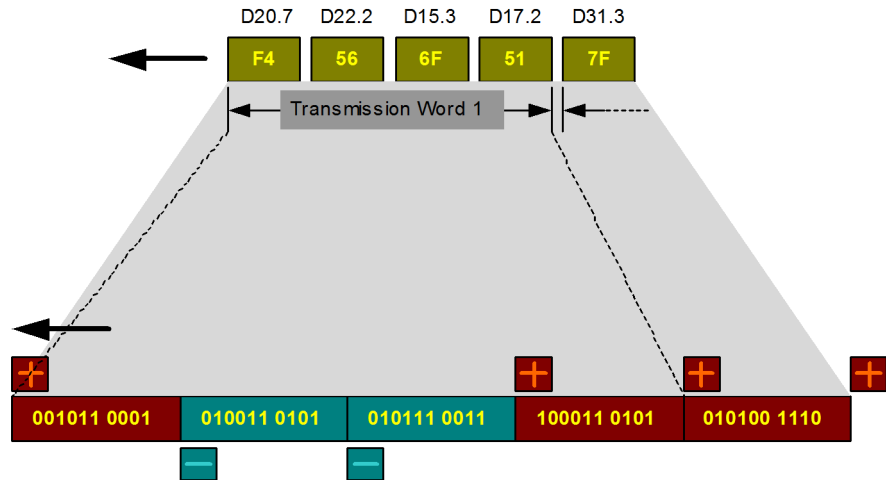 D20.7 D22.2 D15.3 D17.2 D31.3
F4 56 6F 51 7F
Transmission Word 1
+ + + +
001011 0001 010011 0101 010111 0011 100011 0101 010100 1110
− −